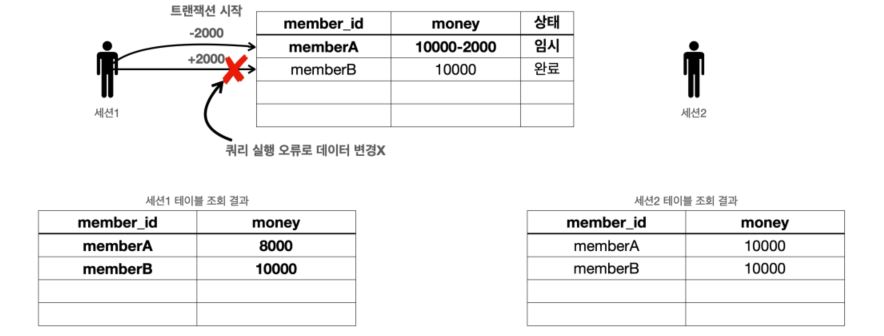 트랜잭션 시작
-2000
+2000
세션1
member_id money 상태
memberA 10000-2000 임시
memberB 10000 완료
세션2
쿼리 실행 오류로 데이터 변경X
세션1 테이블 조회 결과
member_id money
memberA 8000
memberB 10000
세션2 테이블 조회 결과
member_id money
memberA 10000
memberB 10000